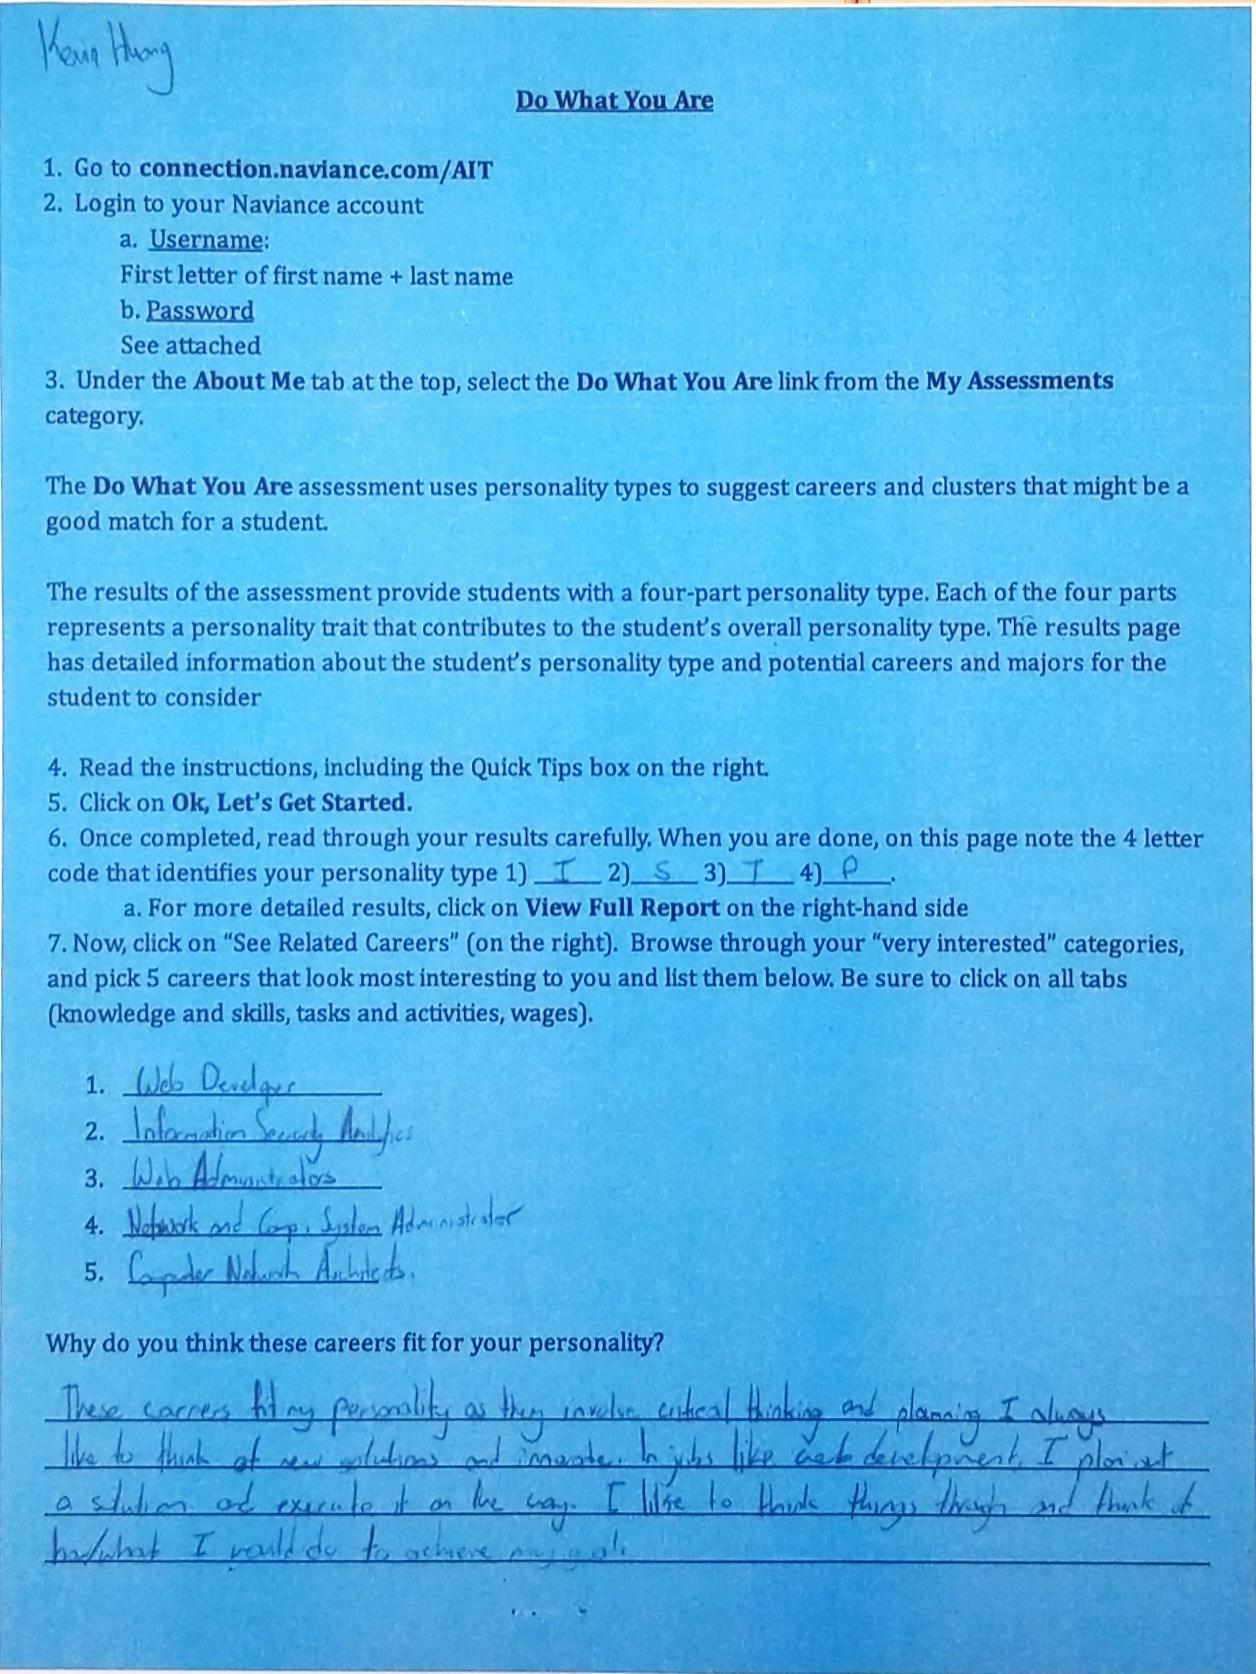 Kevin Huang
Do What You Are
1. Go to connection.naviance.com/AIT
2. Login to your Naviance account
a. Username:
First letter of first name + last name
b. Password
See attached
3. Under the About Me tab at the top, select the Do What You Are link from the My Assessments
category.
The Do What You Are assessment uses personality types to suggest careers and clusters that might be a
good match for a student.
The results of the assessment provide students with a four-part personality type. Each of the four parts
represents a personality trait that contributes to the student's overall personality type. The results page
has detailed information about the student's personality type and potential careers and majors for the
student to consider
4. Read the instructions, including the Quick Tips box on the right.
5. Click on Ok, Let's Get Started.
6. Once completed, read through your results carefully. When you are done, on this page note the 4 letter
code that identifies your personality type 1) I 2) S 3) T 4) P.
a. For more detailed results, click on View Full Report on the right-hand side
7. Now, click on "See Related Careers" (on the right). Browse through your "very interested" categories,
and pick 5 careers that look most interesting to you and list them below. Be sure to click on all tabs
(knowledge and skills, tasks and activities, wages).
1. Web Developer
2. Information Security
3. Web Administrators
4. Network and Comp. System Administrator
5. Computer Network Architects.
Why do you think these careers fit for your personality?
These carrers fit my personality as they involve critical thinking and planning I always
like to think of new solutions and innovate. In jobs like web development, I plan out
a solution and execute it on the way. I like to think things through and think of
how/what I would do to achieve my goal.